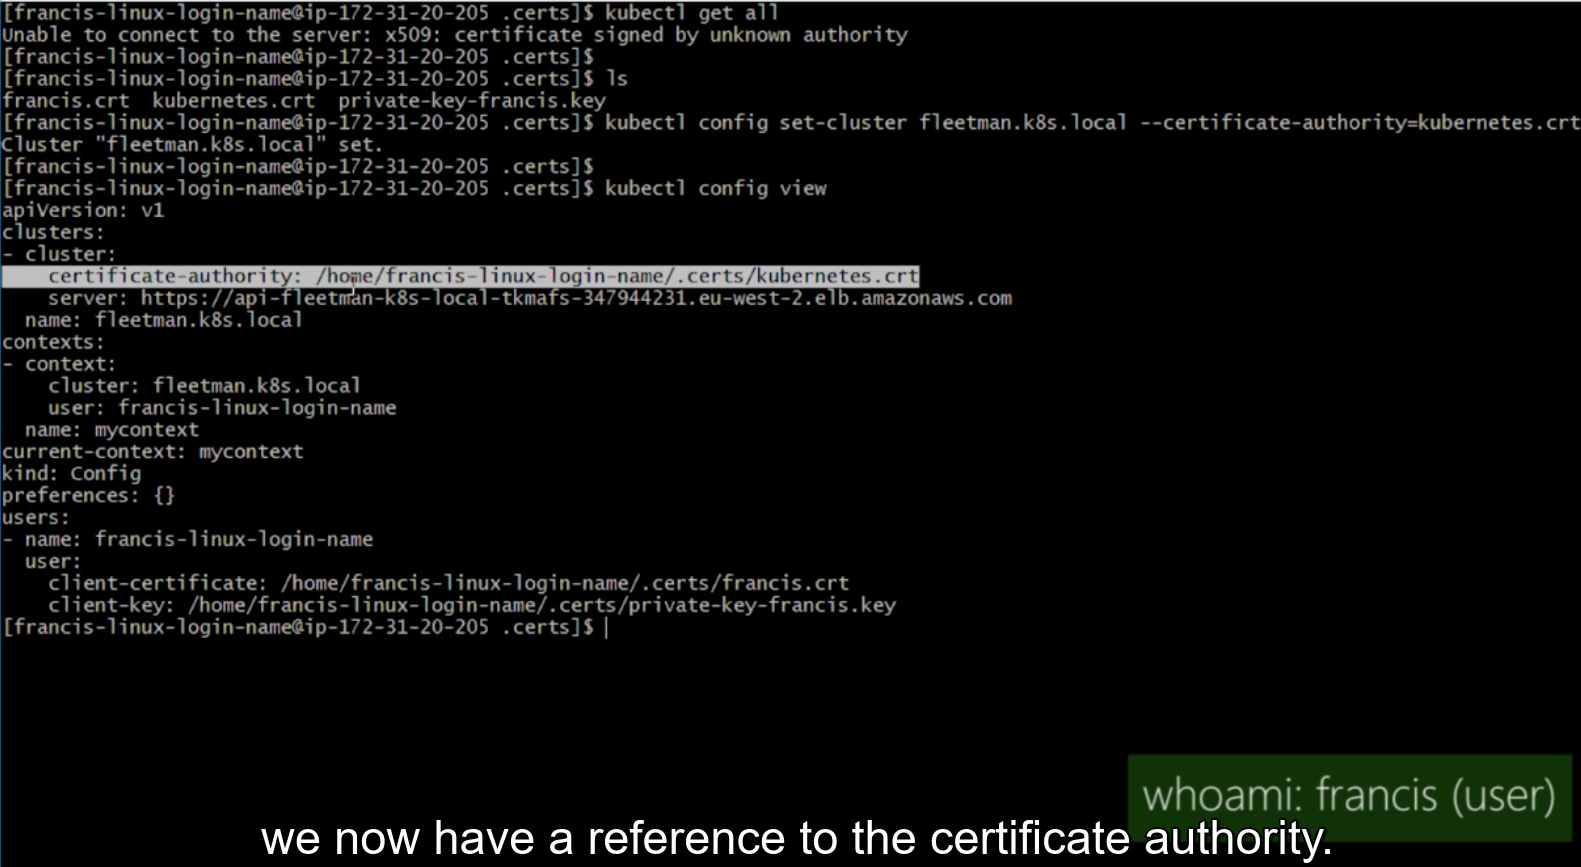 [francis-linux-login-name@ip-172-31-20-205 .certs]$ kubectl get all
Unable to connect to the server: x509: certificate signed by unknown authority
[francis-linux-login-name@ip-172-31-20-205 .certs]$
[francis-linux-login-name@ip-172-31-20-205 .certs]$ ls
francis.crt  kubernetes.crt  private-key-francis.key
[francis-linux-login-name@ip-172-31-20-205 .certs]$ kubectl config set-cluster fleetman.k8s.local --certificate-authority=kubernetes.crt
Cluster "fleetman.k8s.local" set.
[francis-linux-login-name@ip-172-31-20-205 .certs]$
[francis-linux-login-name@ip-172-31-20-205 .certs]$ kubectl config view
apiVersion: v1
clusters:
- cluster:
    certificate-authority: /home/francis-linux-login-name/.certs/kubernetes.crt
    server: https://api-fleetman-k8s-local-tkmafs-347944231.eu-west-2.elb.amazonaws.com
  name: fleetman.k8s.local
contexts:
- context:
    cluster: fleetman.k8s.local
    user: francis-linux-login-name
  name: mycontext
current-context: mycontext
kind: Config
preferences: {}
users:
- name: francis-linux-login-name
  user:
    client-certificate: /home/francis-linux-login-name/.certs/francis.crt
    client-key: /home/francis-linux-login-name/.certs/private-key-francis.key
[francis-linux-login-name@ip-172-31-20-205 .certs]$
whoami: francis (user)
we now have a reference to the certificate authority.